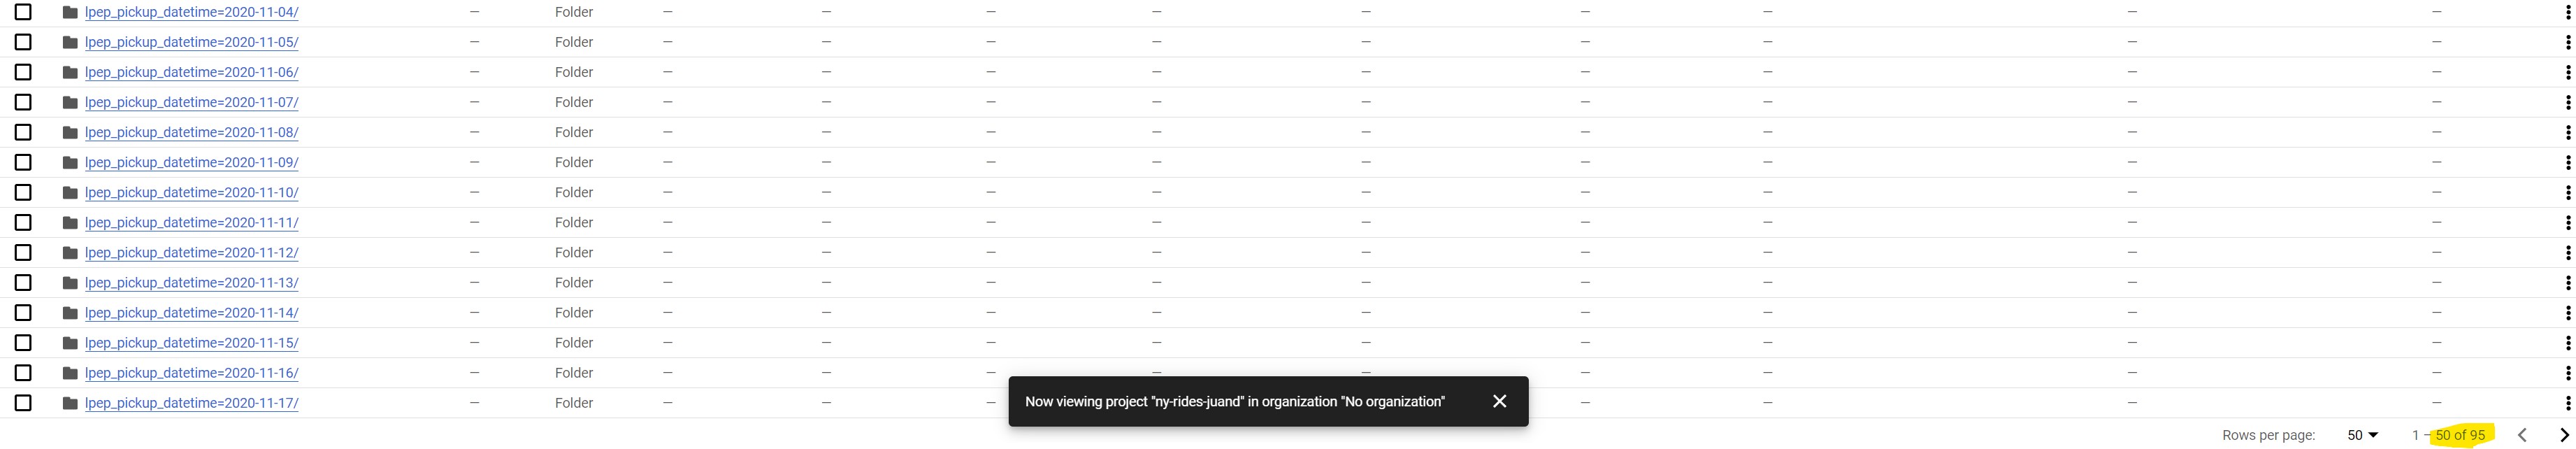 lpep_pickup_datetime=2020-11-04/ — Folder — — — — — — — — —
lpep_pickup_datetime=2020-11-05/ — Folder — — — — — — — — —
lpep_pickup_datetime=2020-11-06/ — Folder — — — — — — — — —
lpep_pickup_datetime=2020-11-07/ — Folder — — — — — — — — —
lpep_pickup_datetime=2020-11-08/ — Folder — — — — — — — — —
lpep_pickup_datetime=2020-11-09/ — Folder — — — — — — — — —
lpep_pickup_datetime=2020-11-10/ — Folder — — — — — — — — —
lpep_pickup_datetime=2020-11-11/ — Folder — — — — — — — — —
lpep_pickup_datetime=2020-11-12/ — Folder — — — — — — — — —
lpep_pickup_datetime=2020-11-13/ — Folder — — — — — — — — —
lpep_pickup_datetime=2020-11-14/ — Folder — — — — — — — — —
lpep_pickup_datetime=2020-11-15/ — Folder — — — — — — — — —
lpep_pickup_datetime=2020-11-16/ — Folder — — — — — — — — —
lpep_pickup_datetime=2020-11-17/ — Folder — — — — — — —
Now viewing project "ny-rides-juand" in organization "No organization"
Rows per page: 50 1 – 50 of 95